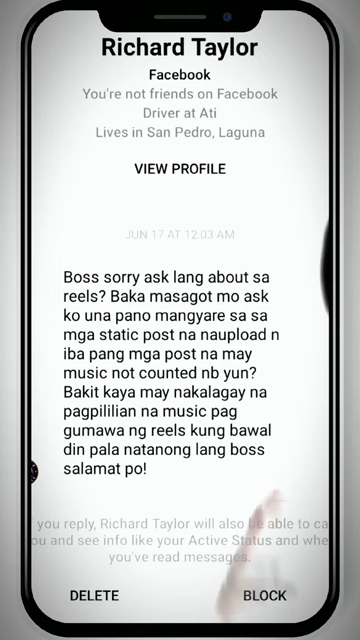 Richard Taylor
Facebook
You're not friends on Facebook
Driver at Ati
Lives in San Pedro, Laguna
VIEW PROFILE
JUN 17 AT 12:03 AM
Boss sorry ask lang about sa
reels? Baka masagot mo ask
ko una pano mangyare sa sa
mga static post na naupload n
iba pang mga post na may
music not counted nb yun?
Bakit kaya may nakalagay na
pagpililian na music pag
gumawa ng reels kung bawal
din pala natanong lang boss
salamat po!
you reply, Richard Taylor will also be able to ca
ou and see info like your Active Status and whe
you've read messages.
DELETE
BLOCK